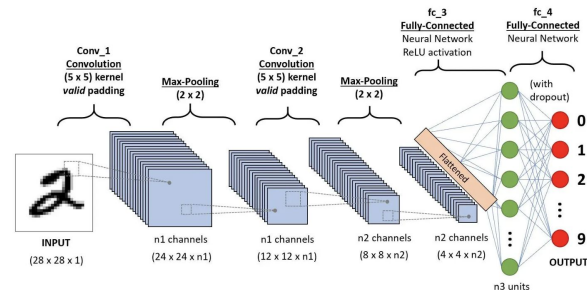 fc_3
Fully-Connected
Neural Network
ReLU activation
fc_4
Fully-Connected
Neural Network
Conv_1
Convolution
(5 x 5) kernel
valid padding
Max-Pooling
(2 x 2)
Conv_2
Convolution
(5 x 5) kernel
valid padding
Max-Pooling
(2 x 2)
(with
dropout)
Flattened
0
1
2
9
INPUT
(28 x 28 x 1)
n1 channels
(24 x 24 x n1)
n1 channels
(12 x 12 x n1)
n2 channels
(8 x 8 x n2)
n2 channels
(4 x 4 x n2)
OUTPUT
n3 units